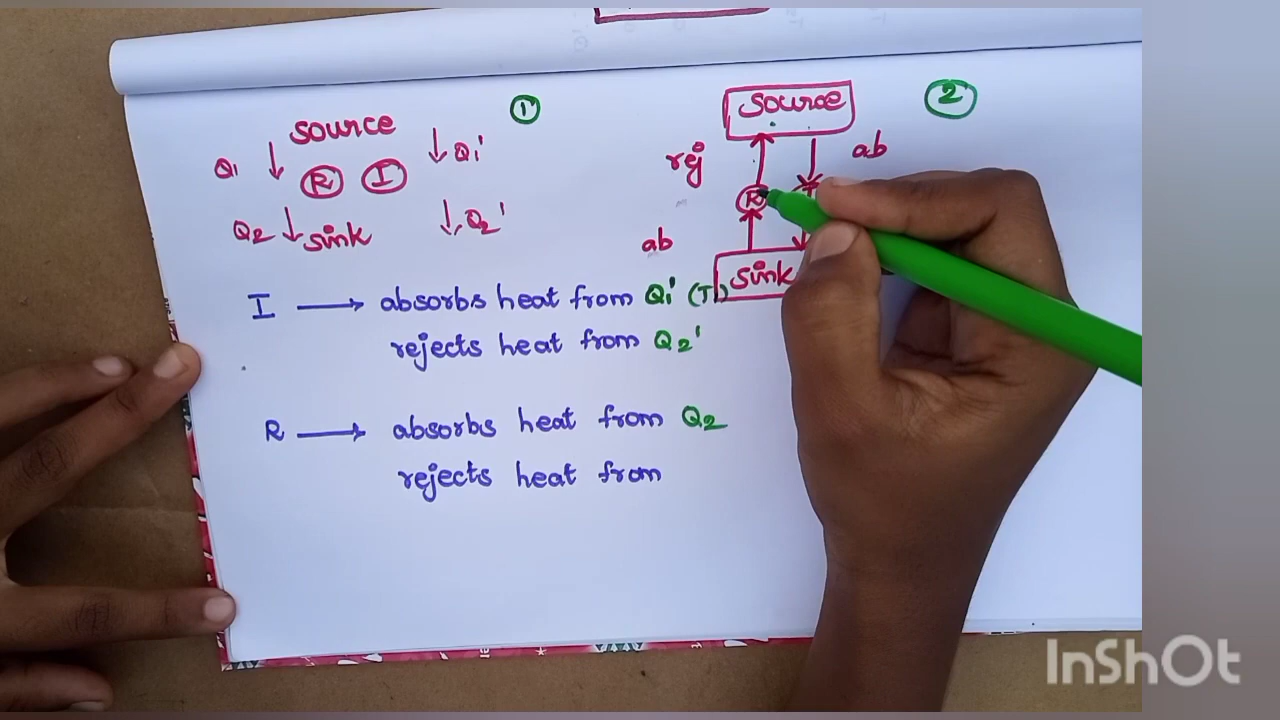 ①
Source
Q1 ↓ ↓ Q1'
R I
Q2 ↓ sink ↓ Q2'
②
Source
rej ab
R
ab
Sink
I → absorbs heat from Q1' (T1)
rejects heat from Q2'
R → absorbs heat from Q2
rejects heat from
InShOt